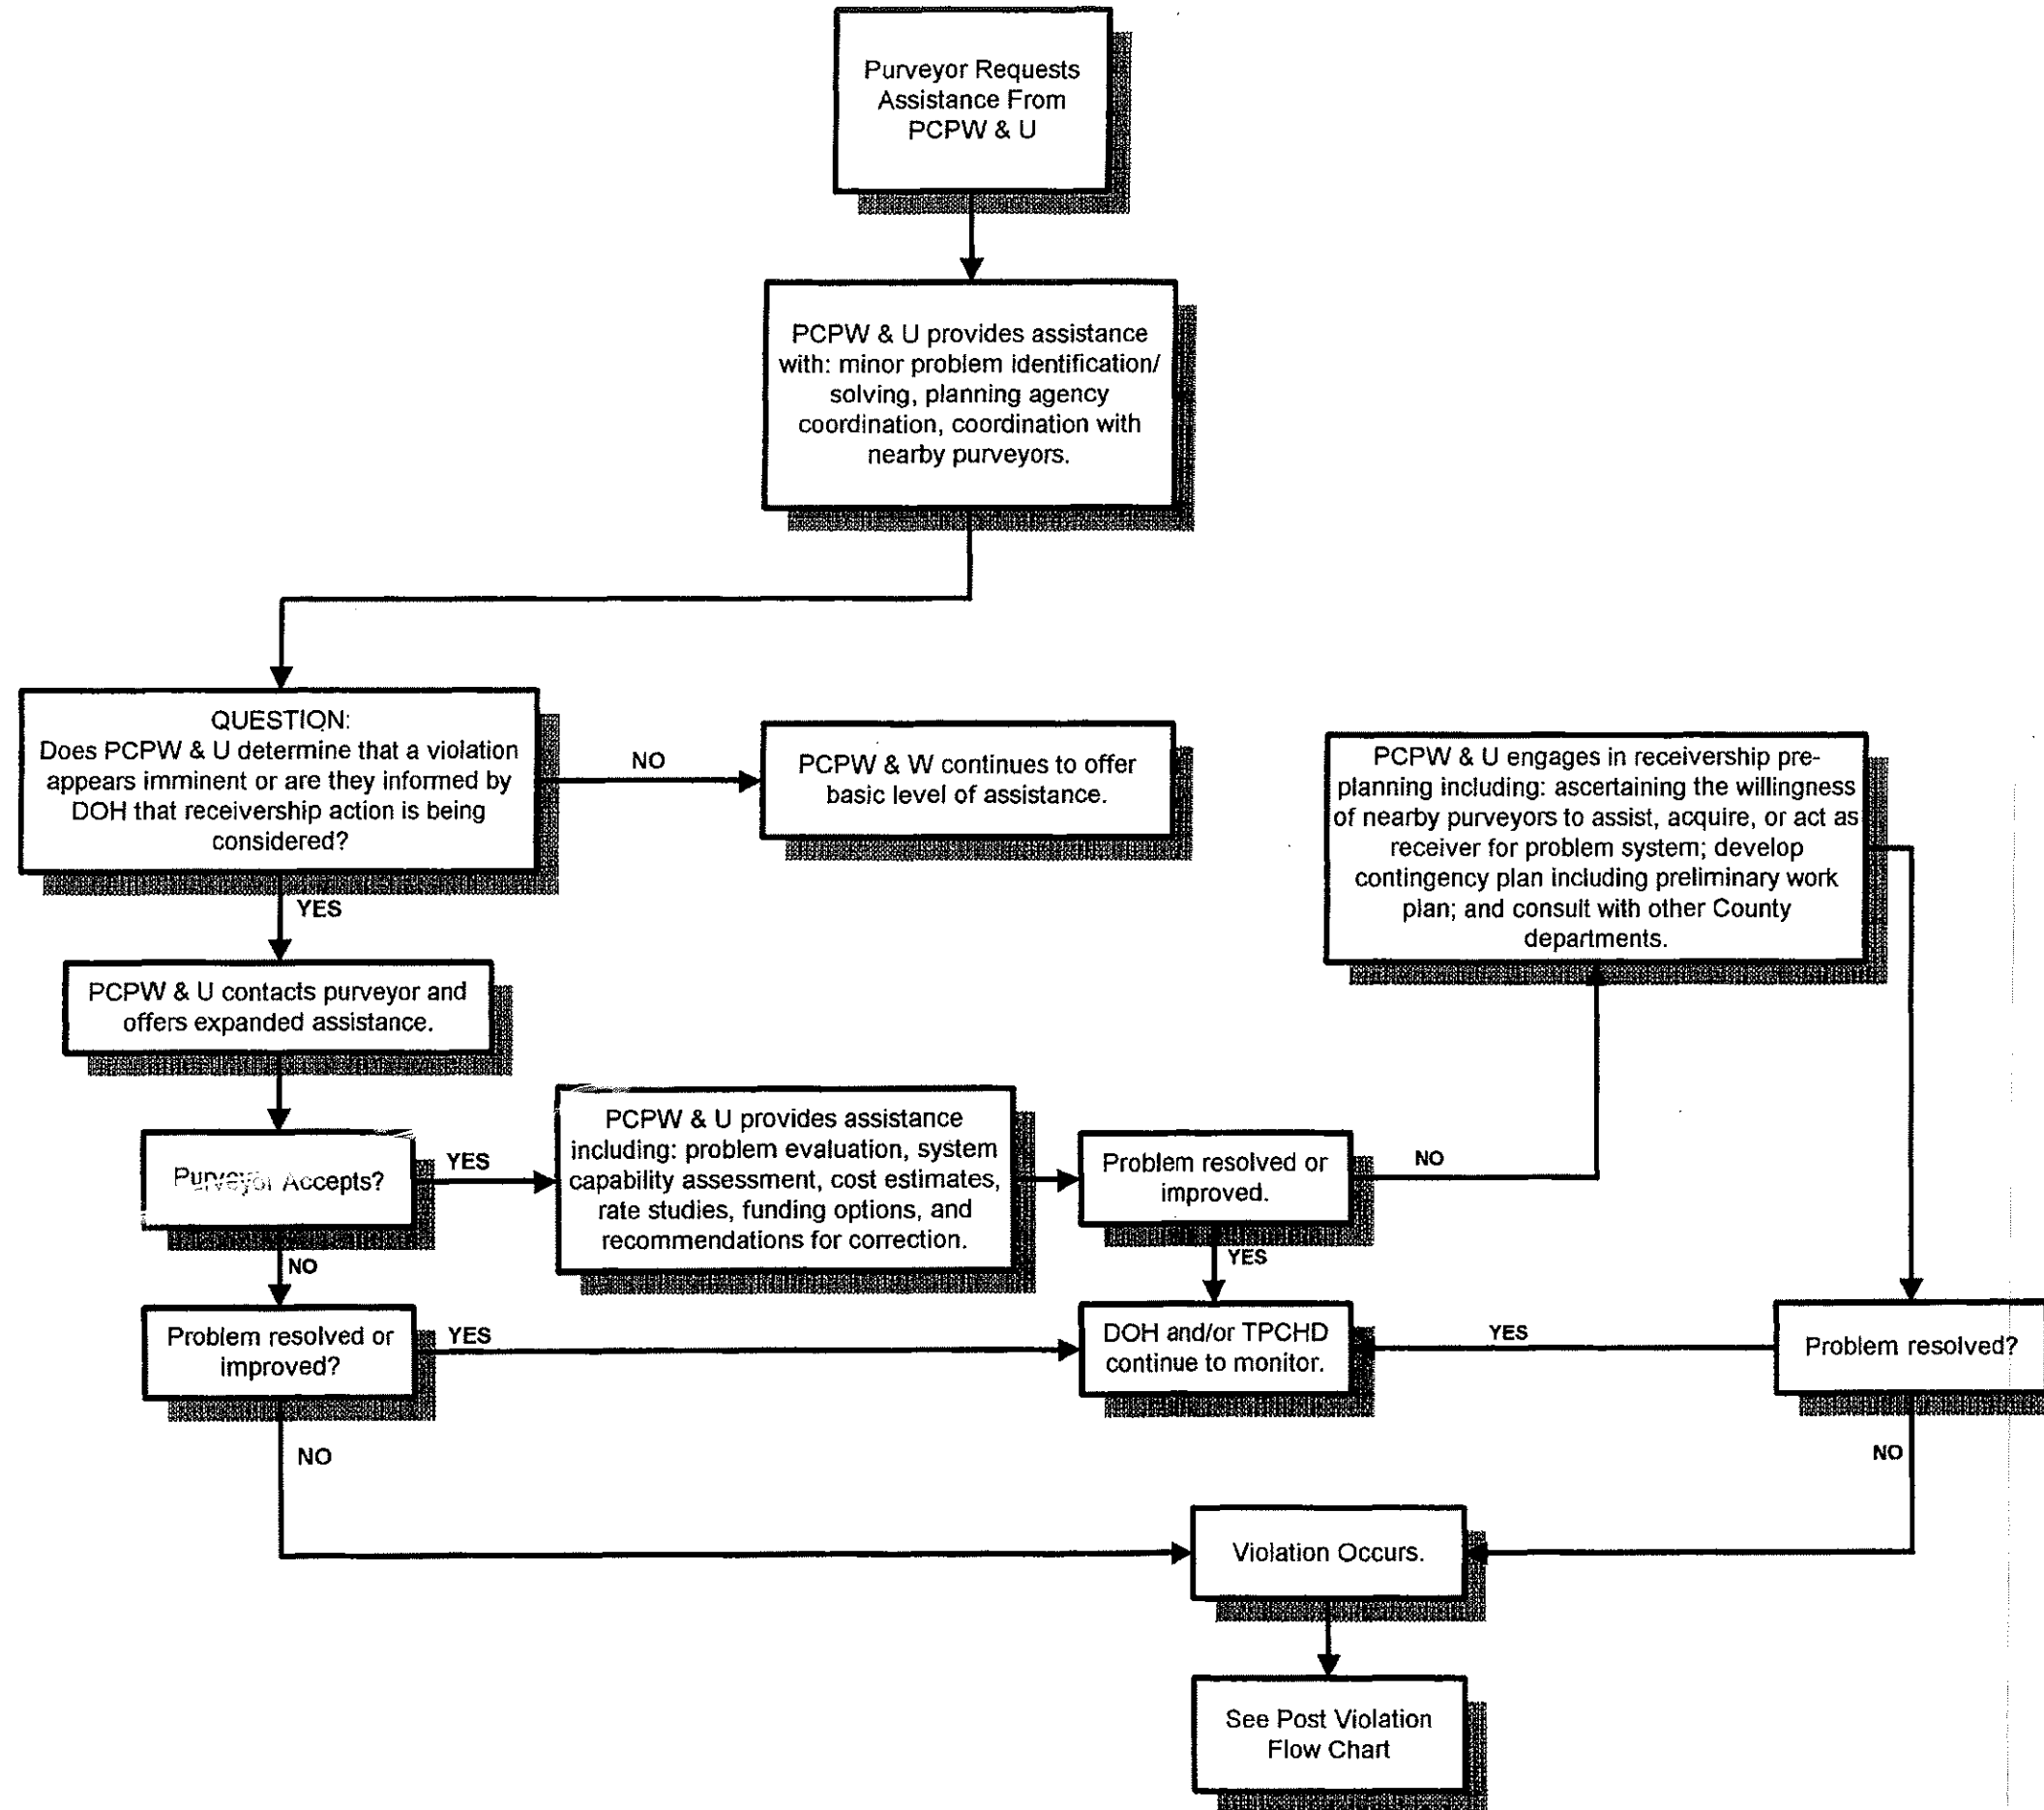 Purveyor Requests
Assistance From
PCPW & U
PCPW & U provides assistance
with: minor problem identification/
solving, planning agency
coordination, coordination with
nearby purveyors.
QUESTION:
Does PCPW & U determine that a violation
appears imminent or are they informed by
DOH that receivership action is being
considered?
NO
PCPW & W continues to offer
basic level of assistance.
PCPW & U engages in receivership pre-
planning including: ascertaining the willingness
of nearby purveyors to assist, acquire, or act as
receiver for problem system; develop
contingency plan including preliminary work
plan; and consult with other County
departments.
YES
PCPW & U contacts purveyor and
offers expanded assistance.
Purveyor Accepts?
YES
PCPW & U provides assistance
including: problem evaluation, system
capability assessment, cost estimates,
rate studies, funding options, and
recommendations for correction.
Problem resolved or
improved.
NO
YES
NO
Problem resolved or
improved?
YES
DOH and/or TPCHD
continue to monitor.
YES
Problem resolved?
NO
NO
Violation Occurs.
See Post Violation
Flow Chart